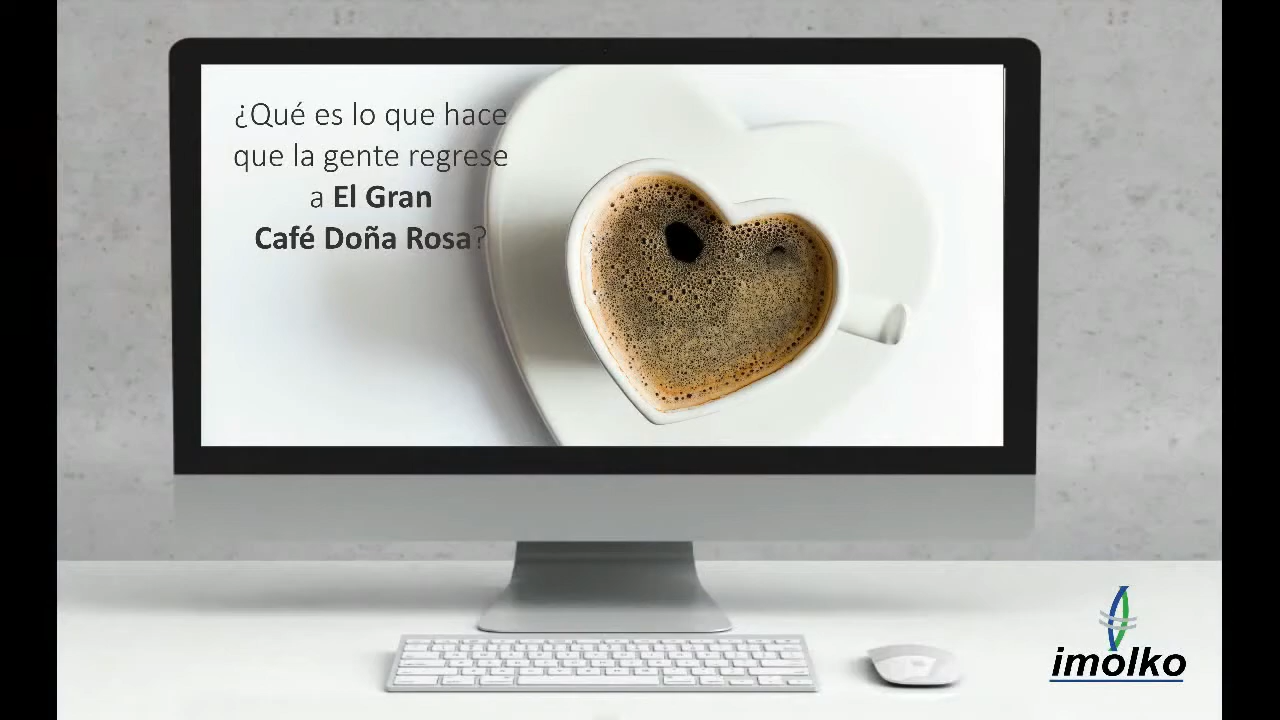 ¿Qué es lo que hace
que la gente regrese
a El Gran
Café Doña Rosa?
imolko